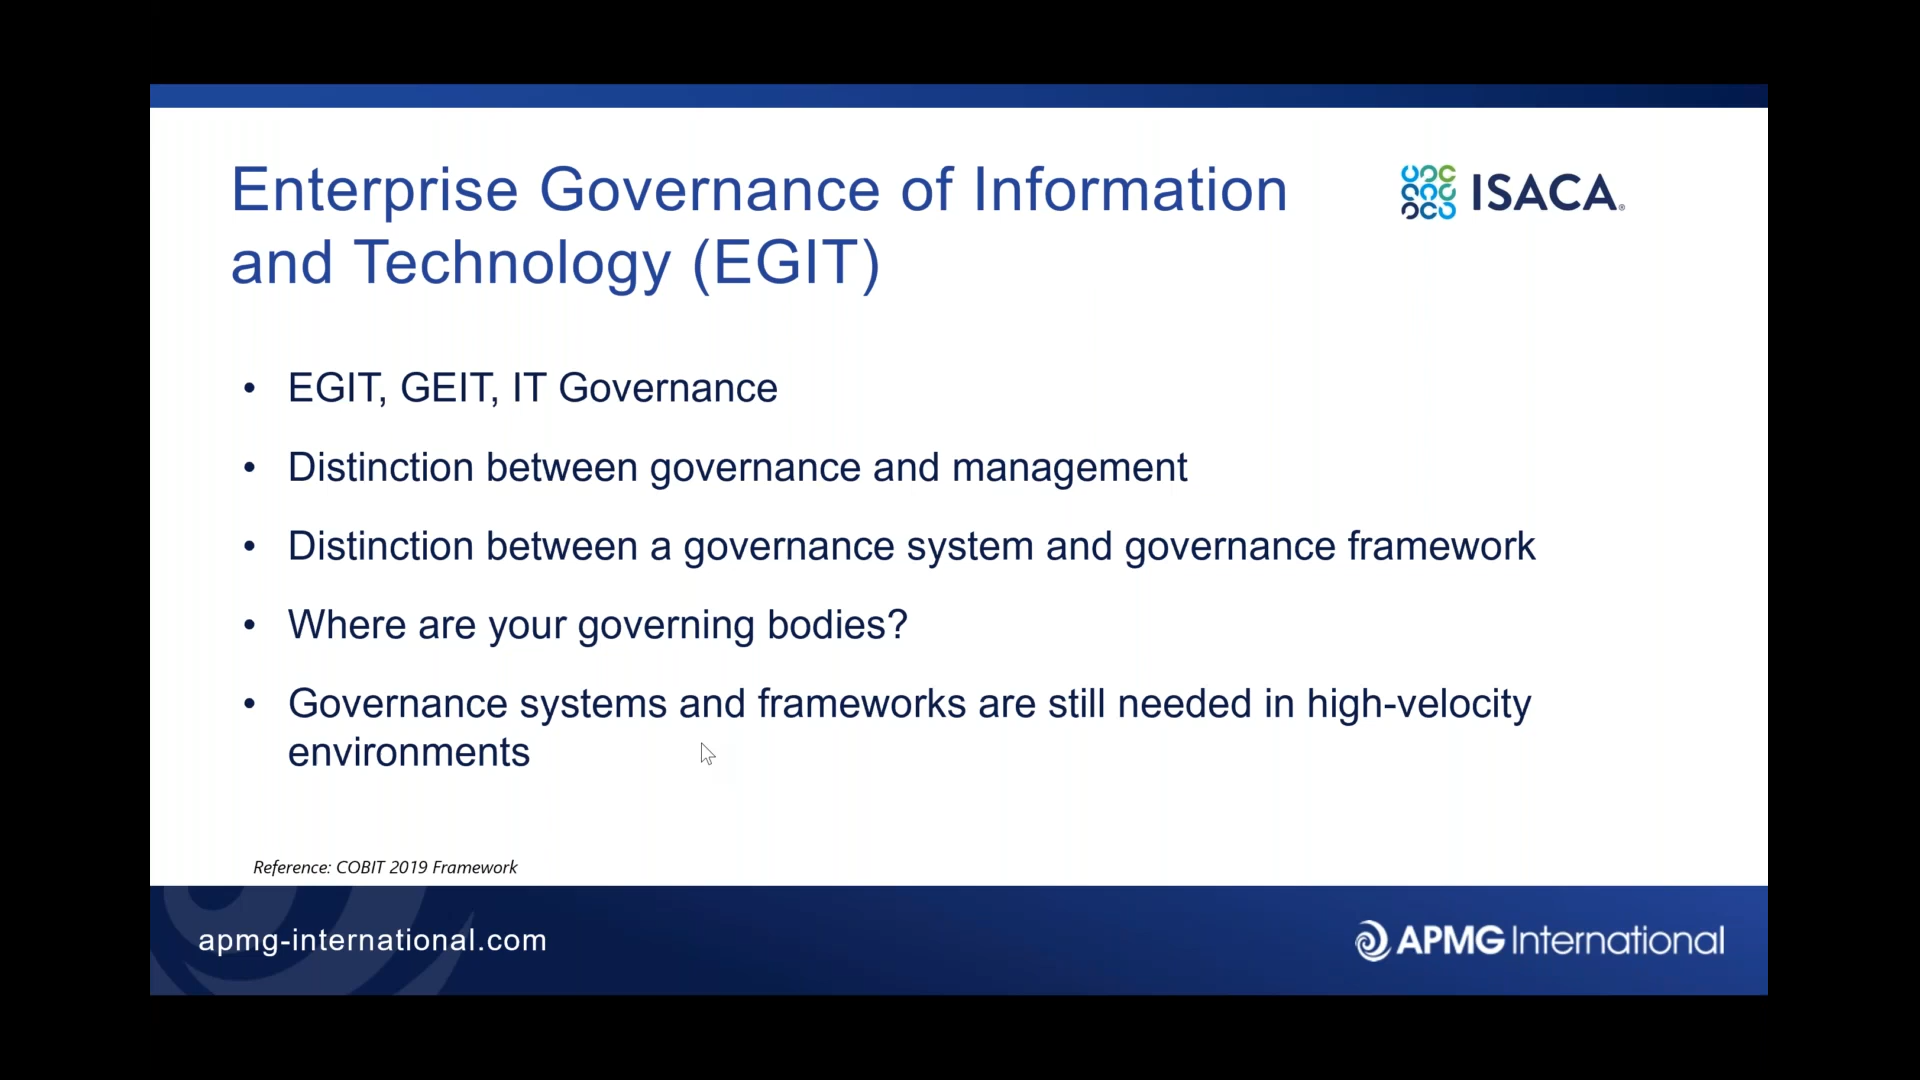 Enterprise Governance of Information
and Technology (EGIT)
ISACA®
• EGIT, GEIT, IT Governance
• Distinction between governance and management
• Distinction between a governance system and governance framework
• Where are your governing bodies?
• Governance systems and frameworks are still needed in high-velocity
environments
Reference: COBIT 2019 Framework
apmg-international.com
APMG International